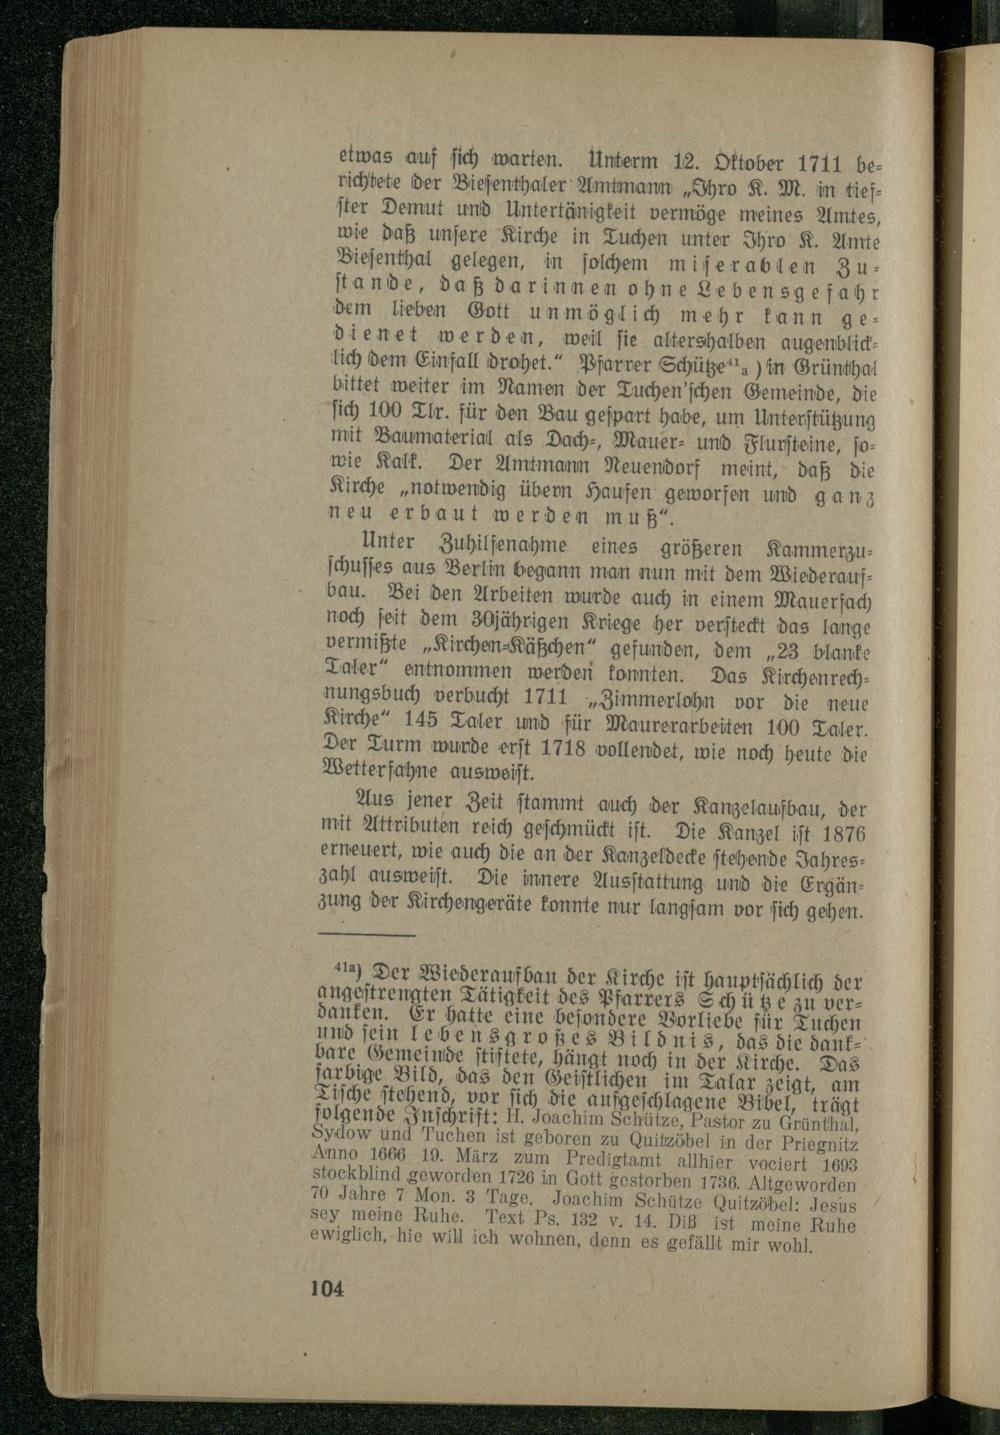 etwas auf sich warten. Unterm 12. Oktober 1711 be-
richtete der Biesenthaler Amtmann „Ihro K. M. in tief-
ster Demut und Untertänigkeit vermöge meines Amtes,
wie daß unsere Kirche in Tuchen unter Ihro K. Amte
Biesenthal gelegen, in solchem miserablen Zu-
stande, daß darinnen ohne Lebensgefahr
dem lieben Gott unmöglich mehr kann ge-
dienet werden, weil sie altershalben augenblick-
lich dem Einfall drohet.“ Pfarrer Schütze⁴¹a) in Grünthal
bittet weiter im Namen der Tuchen'schen Gemeinde, die
sich 100 Tlr. für den Bau gespart habe, um Unterstützung
mit Baumaterial als Dach-, Mauer- und Flursteine, so-
wie Kalk. Der Amtmann Neuendorf meint, daß die
Kirche „notwendig übern Haufen geworfen und ganz
neu erbaut werden muß“.
Unter Zuhilfenahme eines größeren Kammerzu-
schusses aus Berlin begann man nun mit dem Wiederauf-
bau. Bei den Arbeiten wurde auch in einem Mauerfach
noch seit dem 30jährigen Kriege her versteckt das lange
vermißte „Kirchen-Käßchen“ gefunden, dem „23 blanke
Taler“ entnommen werden konnten. Das Kirchenrech-
nungsbuch verbucht 1711 „Zimmerlohn vor die neue
Kirche“ 145 Taler und für Maurerarbeiten 100 Taler.
Der Turm wurde erst 1718 vollendet, wie noch heute die
Wetterfahne ausweist.
Aus jener Zeit stammt auch der Kanzelaufbau, der
mit Attributen reich geschmückt ist. Die Kanzel ist 1876
erneuert, wie auch die an der Kanzeldecke stehende Jahres-
zahl ausweist. Die innere Ausstattung und die Ergän-
zung der Kirchengeräte konnte nur langsam vor sich gehen.
⁴¹ᵃ) Der Wiederaufbau der Kirche ist hauptsächlich der
angestrengten Tätigkeit des Pfarrers Schütze zu ver-
danken. Er hatte eine besondere Vorliebe für Tuchen
und sein lebensgroßes Bildnis, das die dank-
bare Gemeinde stiftete, hängt noch in der Kirche. Das
farbige Bild, das den Geistlichen im Talar zeigt, am
Tische stehend, vor sich die aufgeschlagene Bibel, trägt
folgende Inschrift: H. Joachim Schütze, Pastor zu Grünthal,
Sydow und Tuchen ist geboren zu Quitzöbel in der Priegnitz
Anno 1666 19. März zum Predigtamt allhier vociert 1693
stockblind geworden 1726 in Gott gestorben 1736. Altgeworden
70 Jahre 7 Mon. 3 Tage. Joachim Schütze Quitzöbel: Jesus
sey meine Ruhe. Text Ps. 132 v. 14. Diß ist meine Ruhe
ewiglich, hie will ich wohnen, denn es gefällt mir wohl.
104